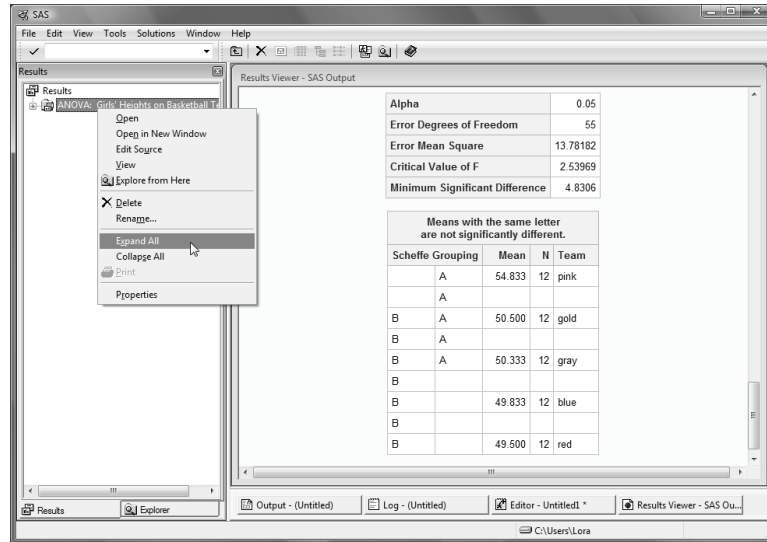 SAS
File Edit View Tools Solutions Window Help
Results
Results
ANOVA: Girls' Heights on Basketball Te
Open
Open in New Window
Edit Source
View
Explore from Here
Delete
Rename...
Expand All
Collapse All
Print
Properties
Results Viewer - SAS Output
Alpha 0.05
Error Degrees of Freedom 55
Error Mean Square 13.78182
Critical Value of F 2.53969
Minimum Significant Difference 4.8306
Means with the same letter
are not significantly different.
Scheffe Grouping Mean N Team
A 54.833 12 pink
A
B A 50.500 12 gold
B A
B A 50.333 12 gray
B
B 49.833 12 blue
B
B 49.500 12 red
Results Explorer
Output - (Untitled) Log - (Untitled) Editor - Untitled1 * Results Viewer - SAS Ou...
C:\Users\Lora